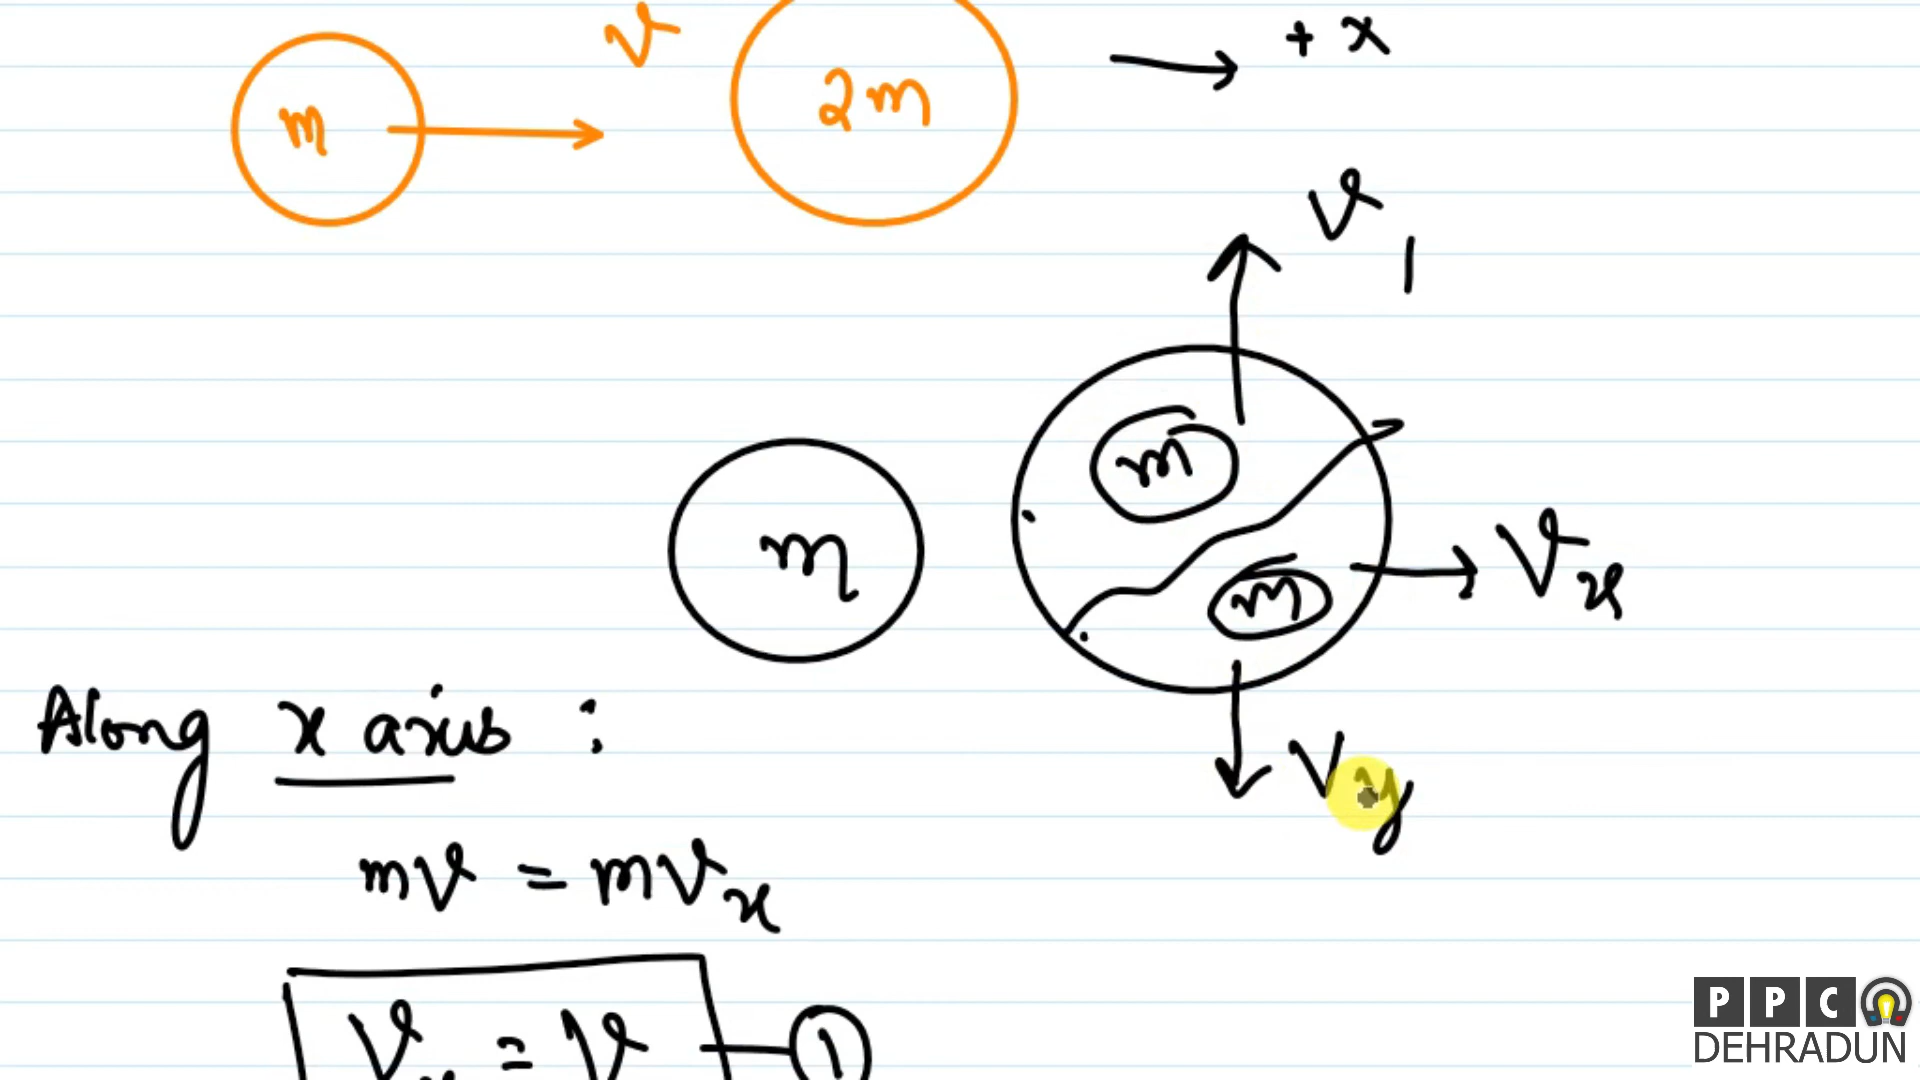 m
v
2m
+ x
v1
m
m
m
Vx
Vy
Along x axis :
mv = mvx
Vx = v
1
PPC
DEHRADUN